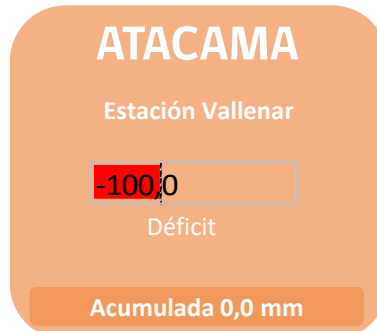 ATACAMA
Estación Vallenar
-100,0
Déficit
Acumulada 0,0 mm